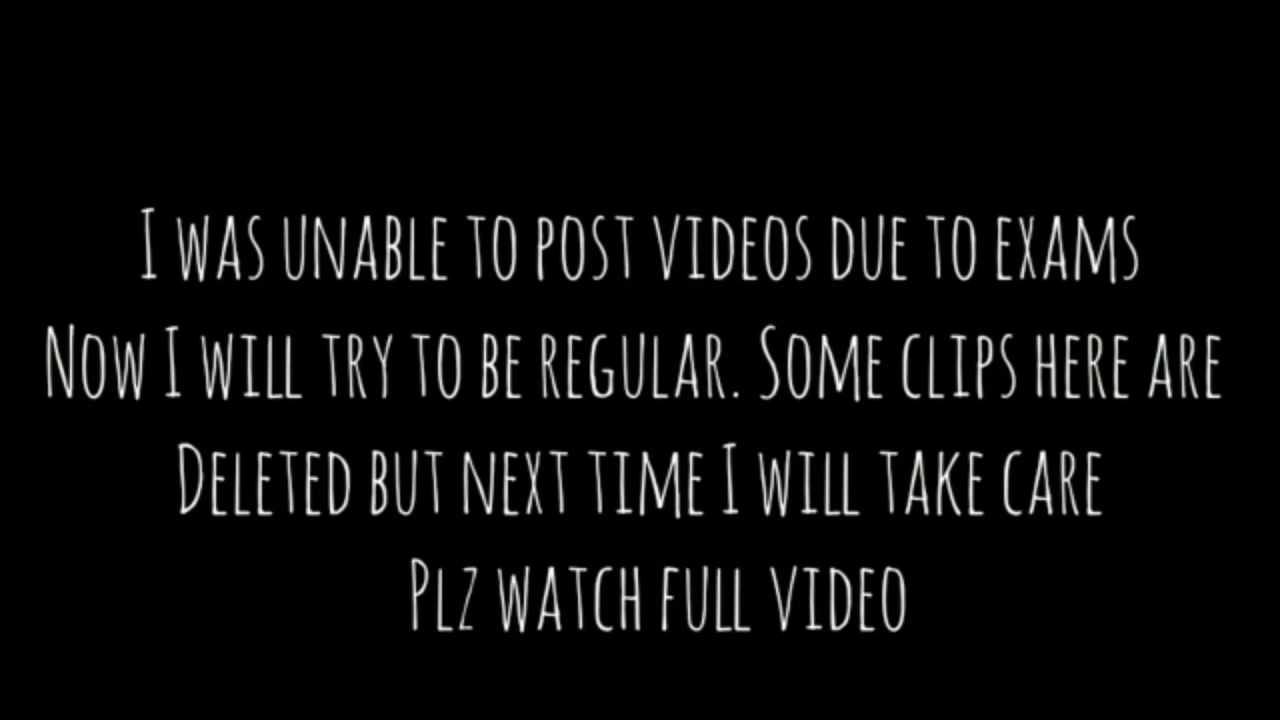 I was unable to post videos due to exams
Now I will try to be regular. Some clips here are
Deleted but next time I will take care
Plz watch full video